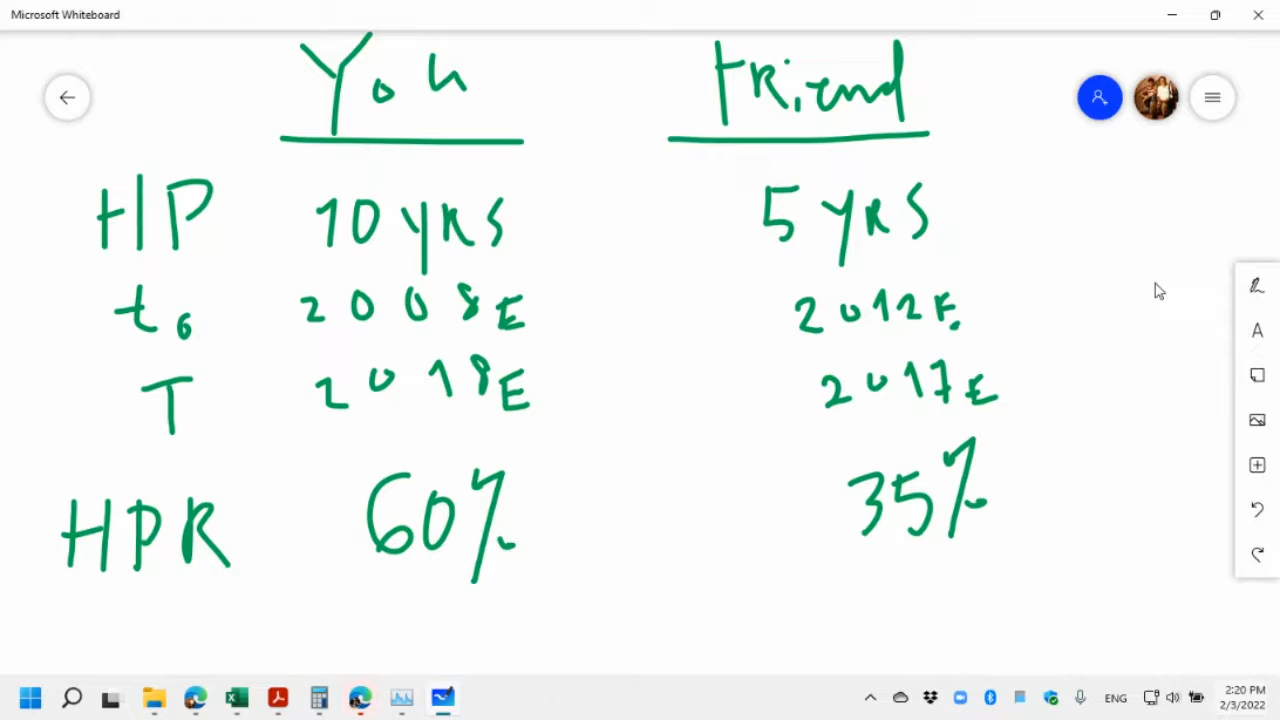 Microsoft Whiteboard
You Friend
HP 10 yrs 5 yrs
t₀ 2008E 2012E
T 2018E 2017E
HPR 60% 35%
A
ENG
2:20 PM
2/3/2022